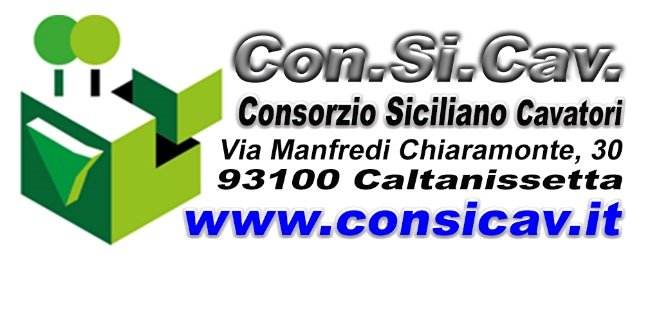 Con.Si.Cav.
Consorzio Siciliano Cavatori
Via Manfredi Chiaramonte, 30
93100 Caltanissetta
www.consicav.it